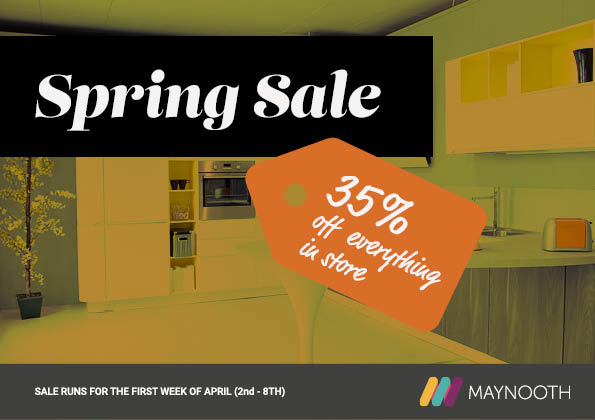 Spring Sale
35%
off everything
in store
SALE RUNS FOR THE FIRST WEEK OF APRIL (2nd - 8TH)
MAYNOOTH